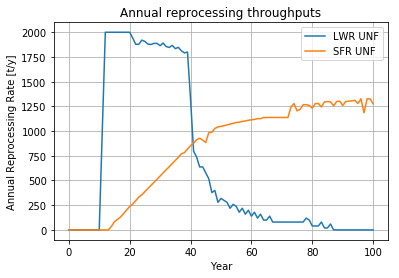 Annual reprocessing throughputs
Annual Reprocessing Rate [t/y]
2000
1750
1500
1250
1000
750
500
250
0
LWR UNF
SFR UNF
0 20 40 60 80 100
Year